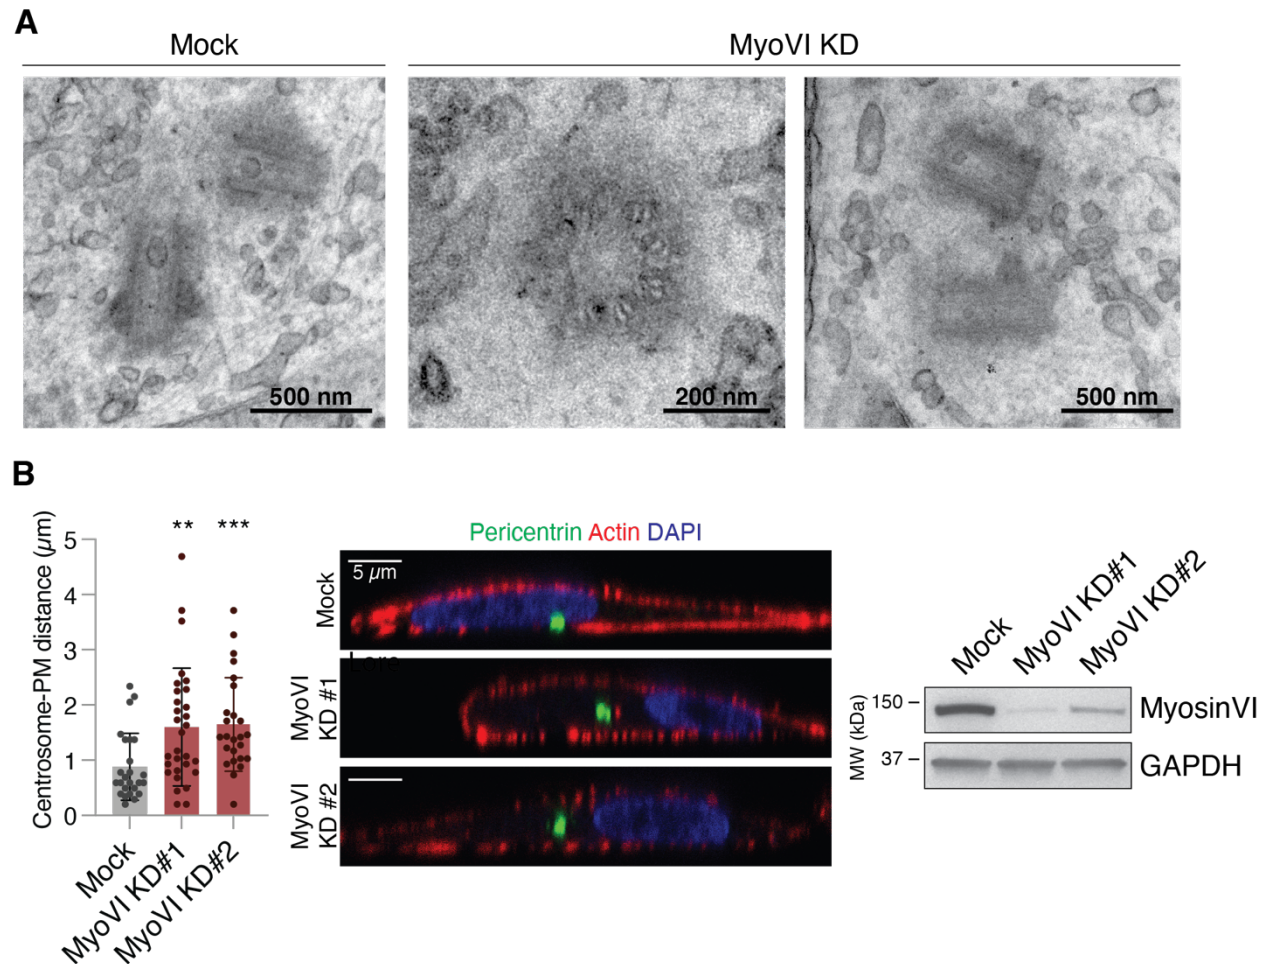 A
Mock
MyoVI KD
500 nm
200 nm
500 nm
B
Centrosome-PM distance (µm)
5
4
3
2
1
0
** ***
Mock
MyoVI KD#1
MyoVI KD#2
Pericentrin Actin DAPI
Mock
5 µm
Lore
MyoVI
KD #1
MyoVI
KD #2
Mock
MyoVI KD#1
MyoVI KD#2
MW (kDa)
150
37
MyosinVI
GAPDH